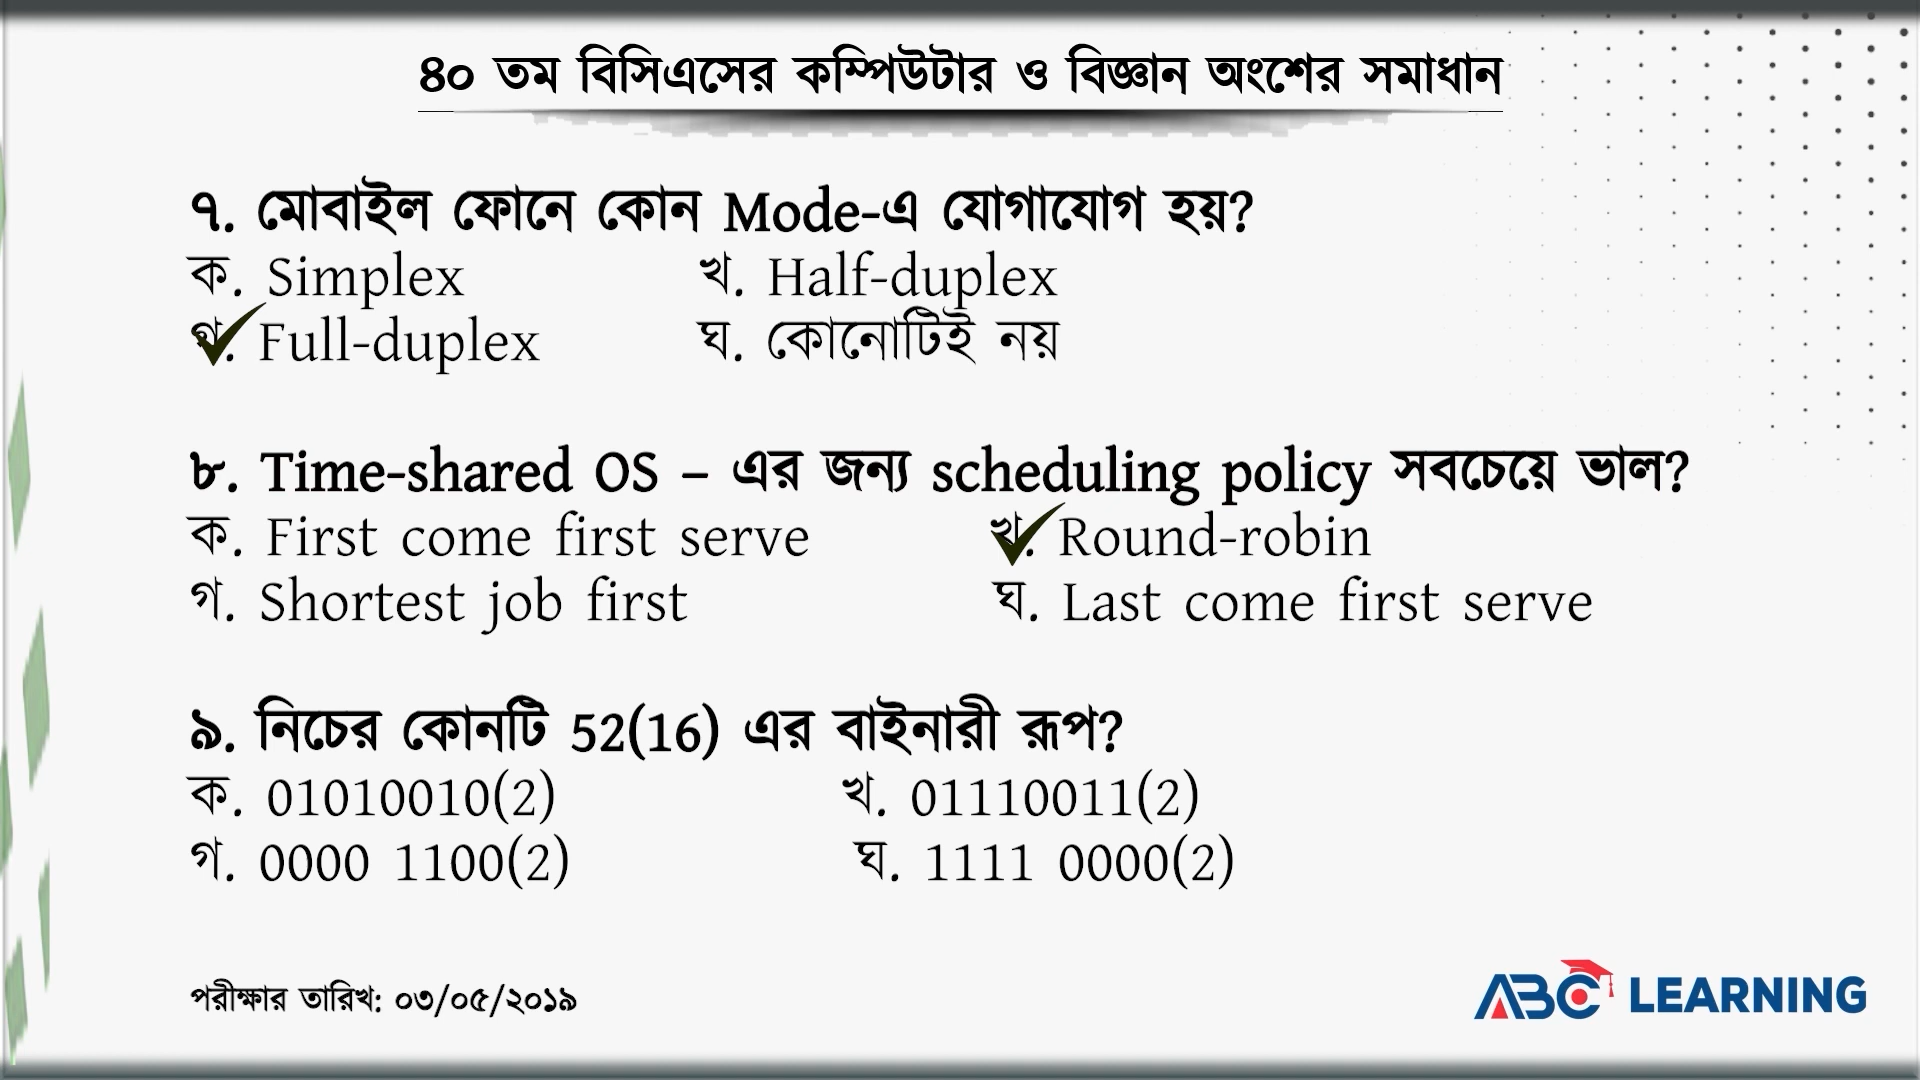 ৪০ তম বিসিএসের কম্পিউটার ও বিজ্ঞান অংশের সমাধান
৭. মোবাইল ফোনে কোন Mode-এ যোগাযোগ হয়?
ক. Simplex খ. Half-duplex
গ. Full-duplex ঘ. কোনোটিই নয়
৮. Time-shared OS – এর জন্য scheduling policy সবচেয়ে ভাল?
ক. First come first serve খ. Round-robin
গ. Shortest job first ঘ. Last come first serve
৯. নিচের কোনটি 52(16) এর বাইনারী রূপ?
ক. 01010010(2) খ. 01110011(2)
গ. 0000 1100(2) ঘ. 1111 0000(2)
পরীক্ষার তারিখ: ০৩/০৫/২০১৯
ABC LEARNING